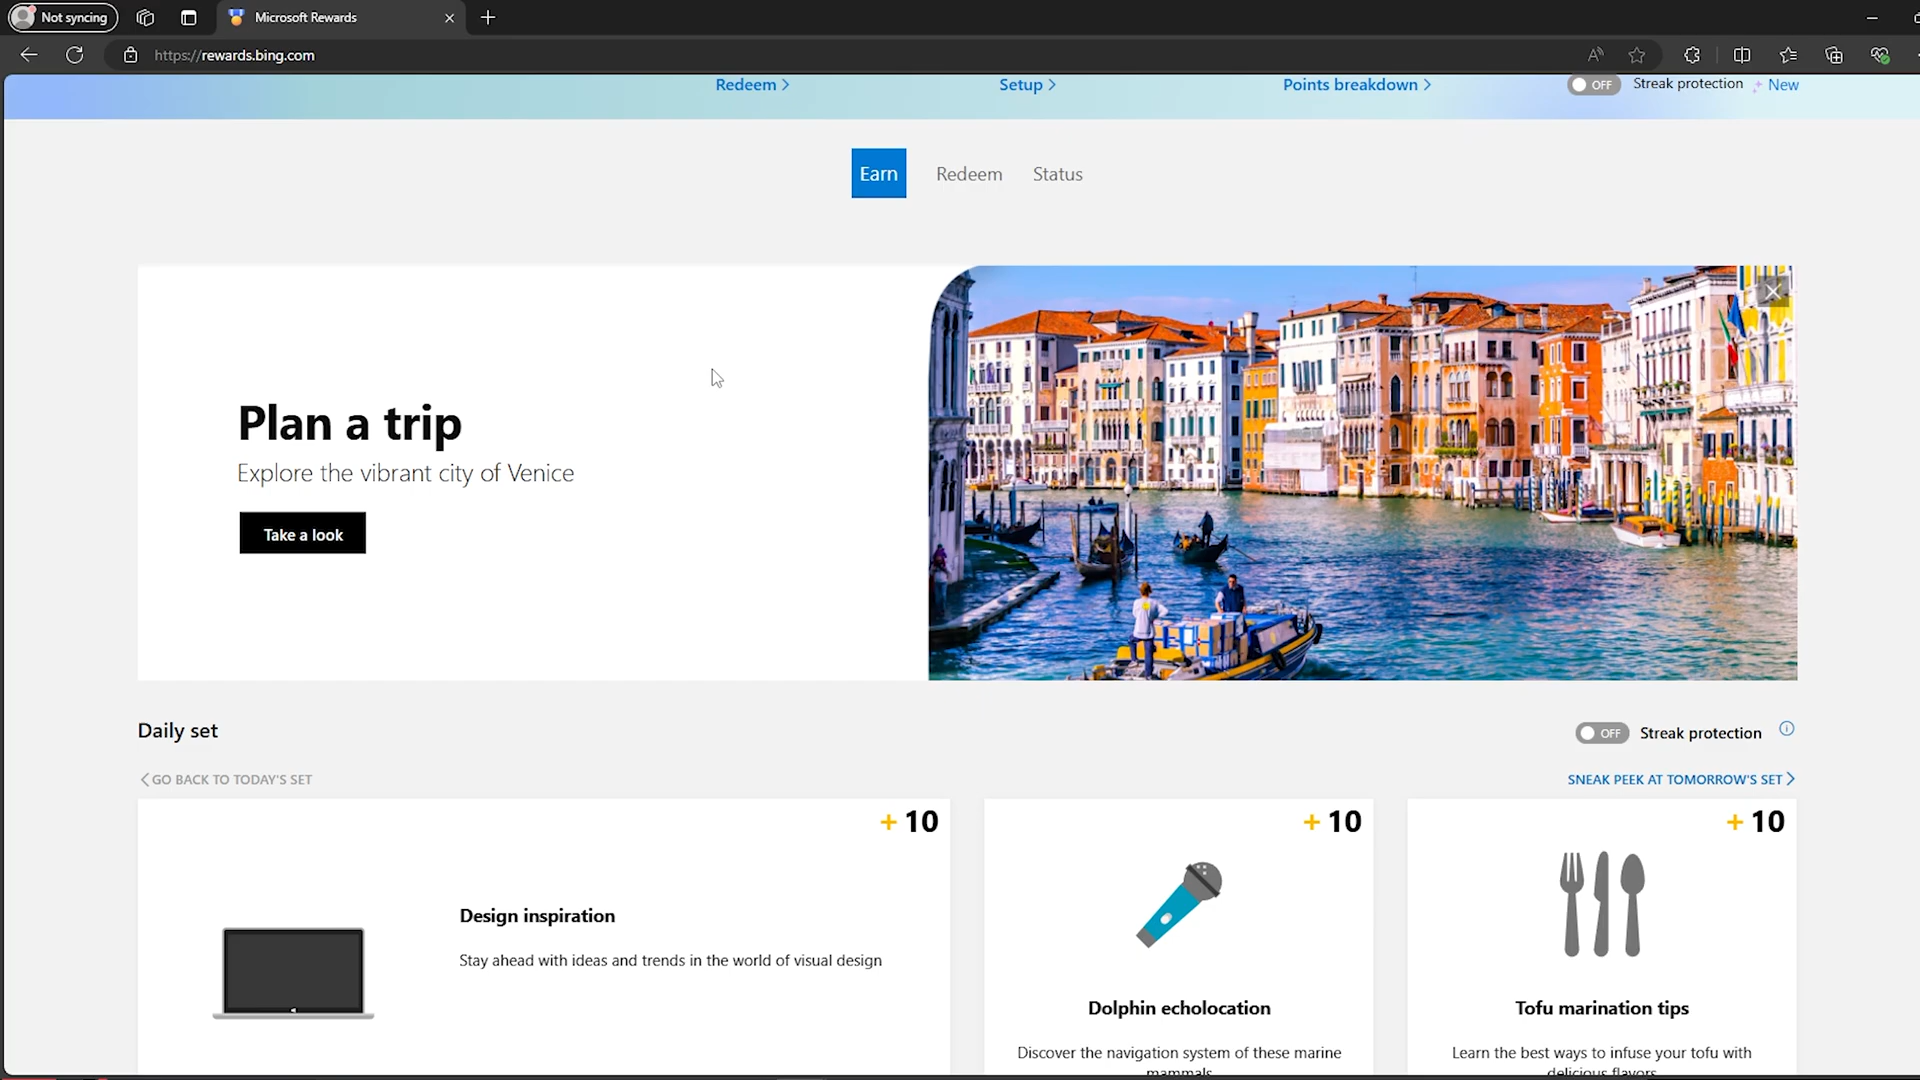 Not syncing
Microsoft Rewards
https://rewards.bing.com
Redeem >
Setup >
Points breakdown >
OFF
Streak protection
New
Earn
Redeem
Status
Plan a trip
Explore the vibrant city of Venice
Take a look
Daily set
OFF
Streak protection
GO BACK TO TODAY'S SET
SNEAK PEEK AT TOMORROW'S SET
+ 10
Design inspiration
Stay ahead with ideas and trends in the world of visual design
+ 10
Dolphin echolocation
Discover the navigation system of these marine
mammals
+ 10
Tofu marination tips
Learn the best ways to infuse your tofu with
delicious flavors